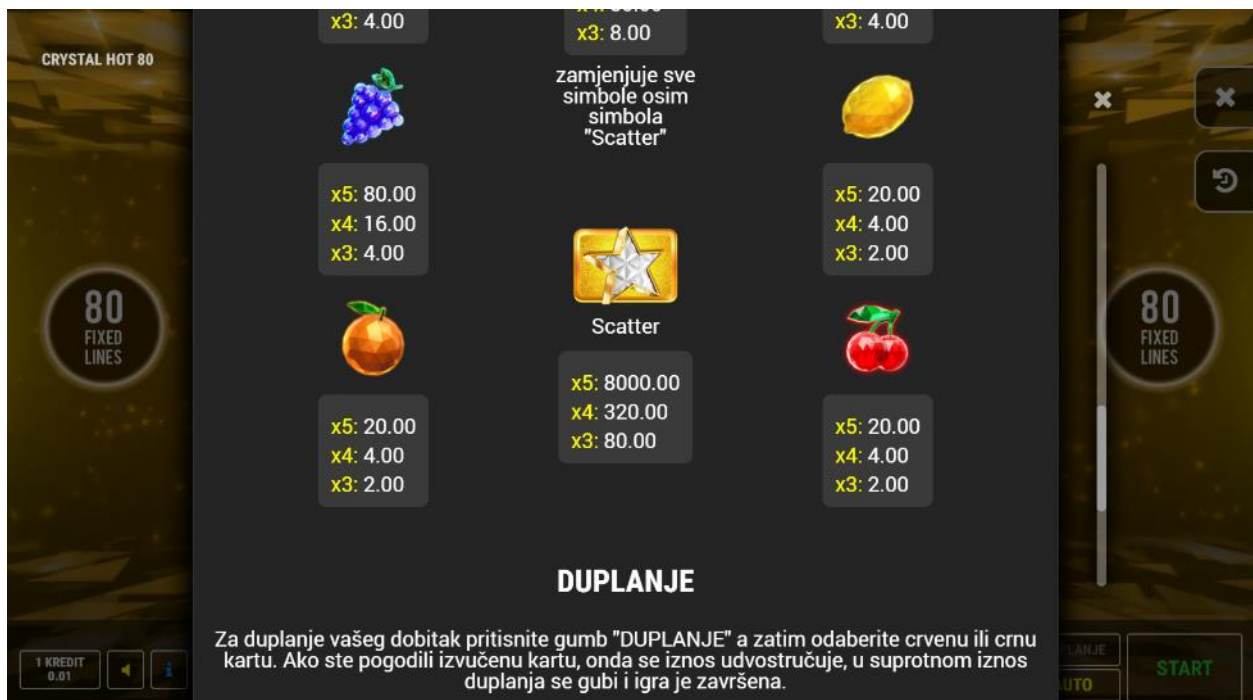 CRYSTAL HOT 80
x3: 4.00
x3: 8.00
x3: 4.00
zamjenjuje sve
simbole osim
simbola
"Scatter"
x5: 80.00
x4: 16.00
x3: 4.00
x5: 20.00
x4: 4.00
x3: 2.00
Scatter
x5: 8000.00
x4: 320.00
x3: 80.00
x5: 20.00
x4: 4.00
x3: 2.00
x5: 20.00
x4: 4.00
x3: 2.00
80
FIXED
LINES
80
FIXED
LINES
DUPLANJE
Za duplanje vašeg dobitak pritisnite gumb "DUPLANJE" a zatim odaberite crvenu ili crnu
kartu. Ako ste pogodili izvučenu kartu, onda se iznos udvostručuje, u suprotnom iznos
duplanja se gubi i igra je završena.
1 KREDIT
0.01
i
START